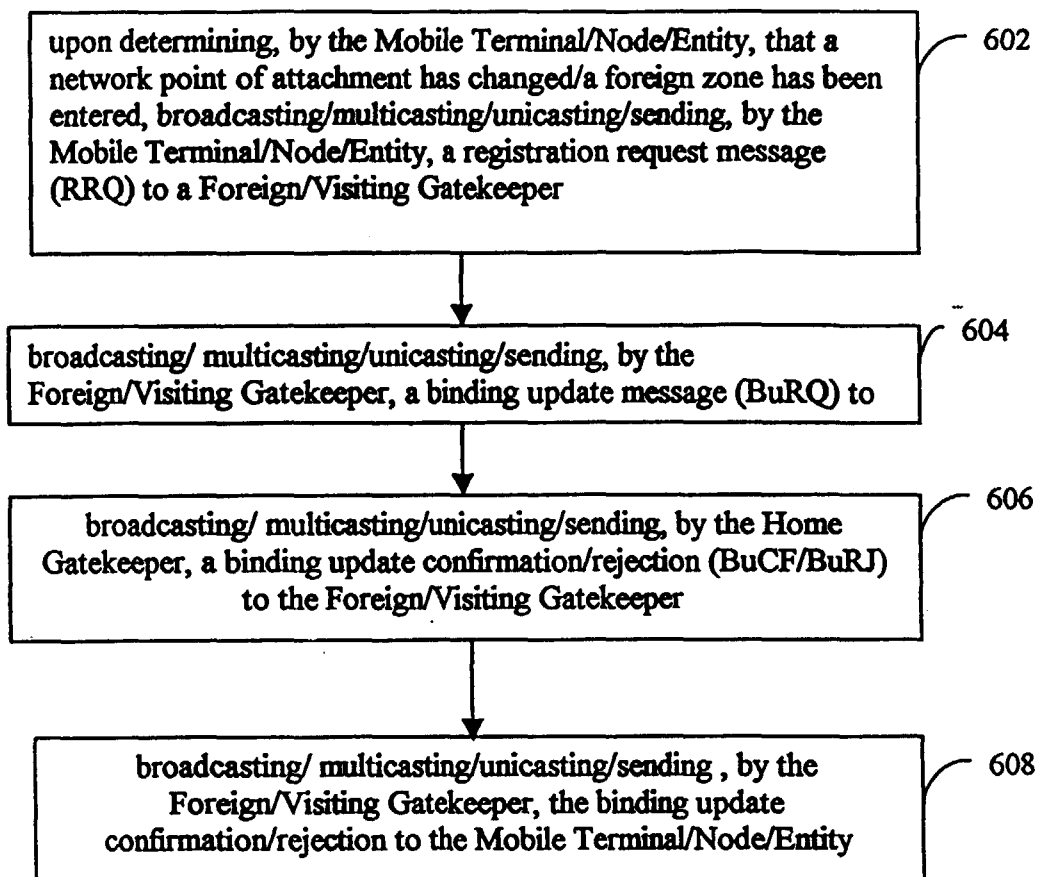 upon determining, by the Mobile Terminal/Node/Entity, that a
network point of attachment has changed/a foreign zone has been
entered, broadcasting/multicasting/unicasting/sending, by the
Mobile Terminal/Node/Entity, a registration request message
(RRQ) to a Foreign/Visiting Gatekeeper
602
broadcasting/ multicasting/unicasting/sending, by the
Foreign/Visiting Gatekeeper, a binding update message (BuRQ) to
604
broadcasting/ multicasting/unicasting/sending, by the Home
Gatekeeper, a binding update confirmation/rejection (BuCF/BuRJ)
to the Foreign/Visiting Gatekeeper
606
broadcasting/ multicasting/unicasting/sending , by the
Foreign/Visiting Gatekeeper, the binding update
confirmation/rejection to the Mobile Terminal/Node/Entity
608